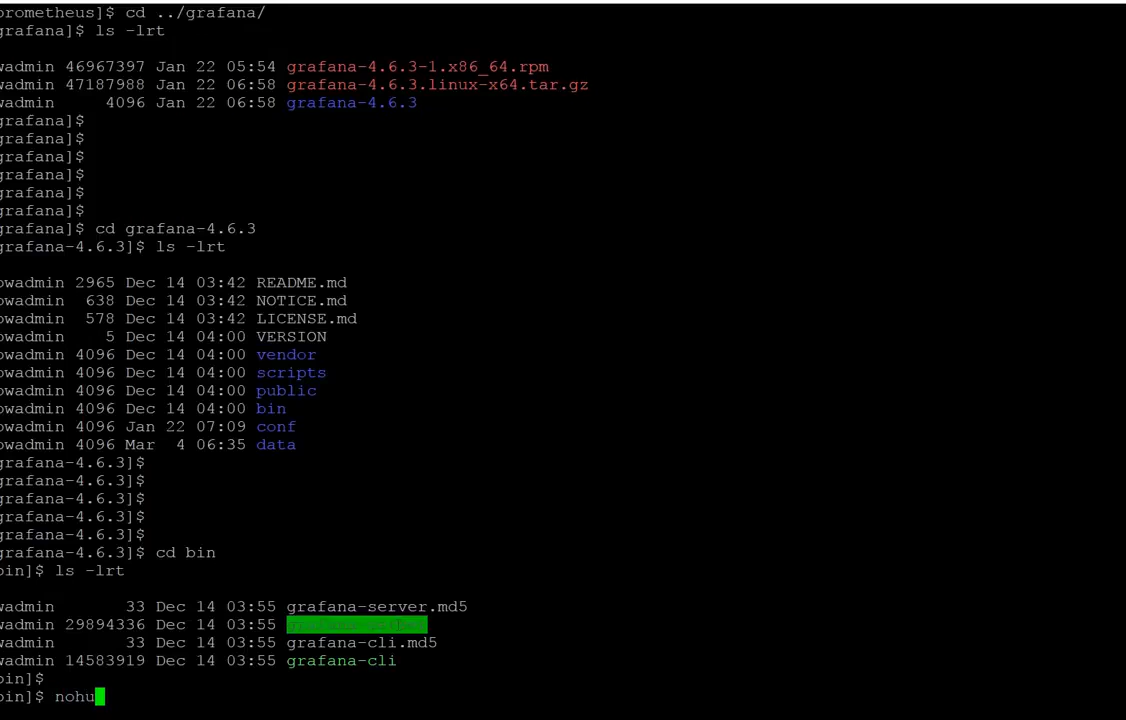 prometheus]$ cd ../grafana/
grafana]$ ls -lrt
wadmin 46967397 Jan 22 05:54 grafana-4.6.3-1.x86_64.rpm
wadmin 47187988 Jan 22 06:58 grafana-4.6.3.linux-x64.tar.gz
wadmin     4096 Jan 22 06:58 grafana-4.6.3
grafana]$
grafana]$
grafana]$
grafana]$
grafana]$
grafana]$
grafana]$ cd grafana-4.6.3
grafana-4.6.3]$ ls -lrt
owadmin 2965 Dec 14 03:42 README.md
owadmin  638 Dec 14 03:42 NOTICE.md
owadmin  578 Dec 14 03:42 LICENSE.md
owadmin    5 Dec 14 04:00 VERSION
owadmin 4096 Dec 14 04:00 vendor
owadmin 4096 Dec 14 04:00 scripts
owadmin 4096 Dec 14 04:00 public
owadmin 4096 Dec 14 04:00 bin
owadmin 4096 Jan 22 07:09 conf
owadmin 4096 Mar  4 06:35 data
grafana-4.6.3]$
grafana-4.6.3]$
grafana-4.6.3]$
grafana-4.6.3]$
grafana-4.6.3]$
grafana-4.6.3]$ cd bin
bin]$ ls -lrt
wadmin       33 Dec 14 03:55 grafana-server.md5
wadmin 29894336 Dec 14 03:55
wadmin       33 Dec 14 03:55 grafana-cli.md5
wadmin 14583919 Dec 14 03:55 grafana-cli
bin]$
bin]$ nohu